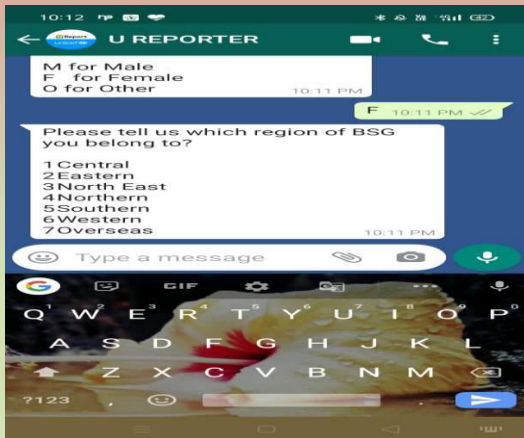 10:12
U REPORTER
M for Male
F for Female
O for Other
10:11 PM
F 10:11 PM
Please tell us which region of BSG
you belong to?
1 Central
2 Eastern
3 North East
4 Northern
5 Southern
6 Western
7 Overseas
10:11 PM
Type a message
GIF
Q W E R T Y U I O P
A S D F G H J K L
Z X C V B N M
?123 , .